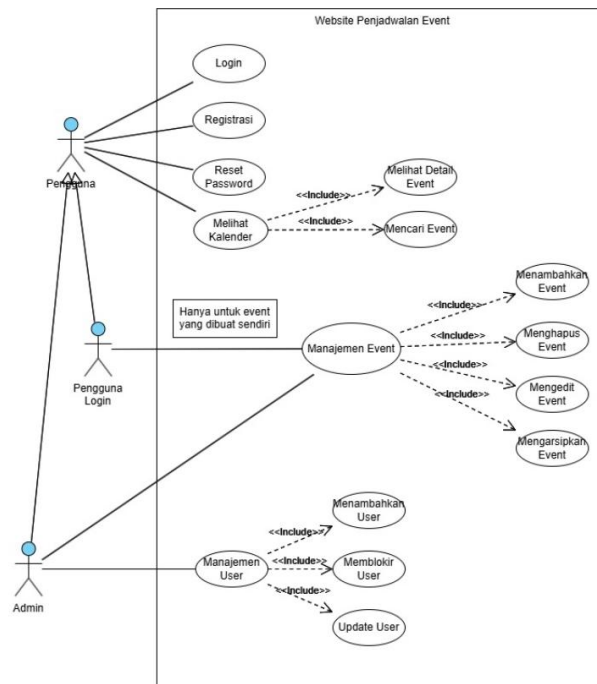 Website Penjadwalan Event
Login
Registrasi
Reset
Password
Pengguna
Melihat
Kalender
<<Include>>
<<Include>>
Melihat Detail
Event
Mencari Event
Hanya untuk event
yang dibuat sendiri
Pengguna
Login
Manajemen Event
<<Include>>
<<Include>>
<<Include>>
<<Include>>
Menambahkan
Event
Menghapus
Event
Mengedit
Event
Mengarsipkan
Event
Admin
Manajemen
User
<<Include>>
<<Include>>
<<Include>>
Menambahkan
User
Memblokir
User
Update User